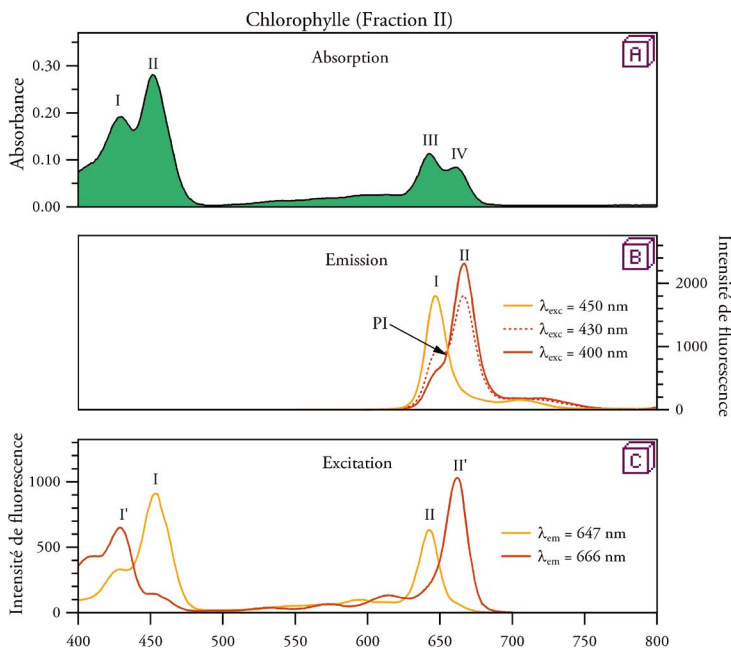 Chlorophylle (Fraction II)
A
Absorption
I
II
III
IV
Absorbance
0.30
0.20
0.10
0.00
B
Emission
I
II
PI
λexc = 450 nm
λexc = 430 nm
λexc = 400 nm
Intensité de fluorescence
2000
1000
0
C
Excitation
I'
I
II
II'
λem = 647 nm
λem = 666 nm
Intensité de fluorescence
1000
500
0
400 450 500 550 600 650 700 750 800